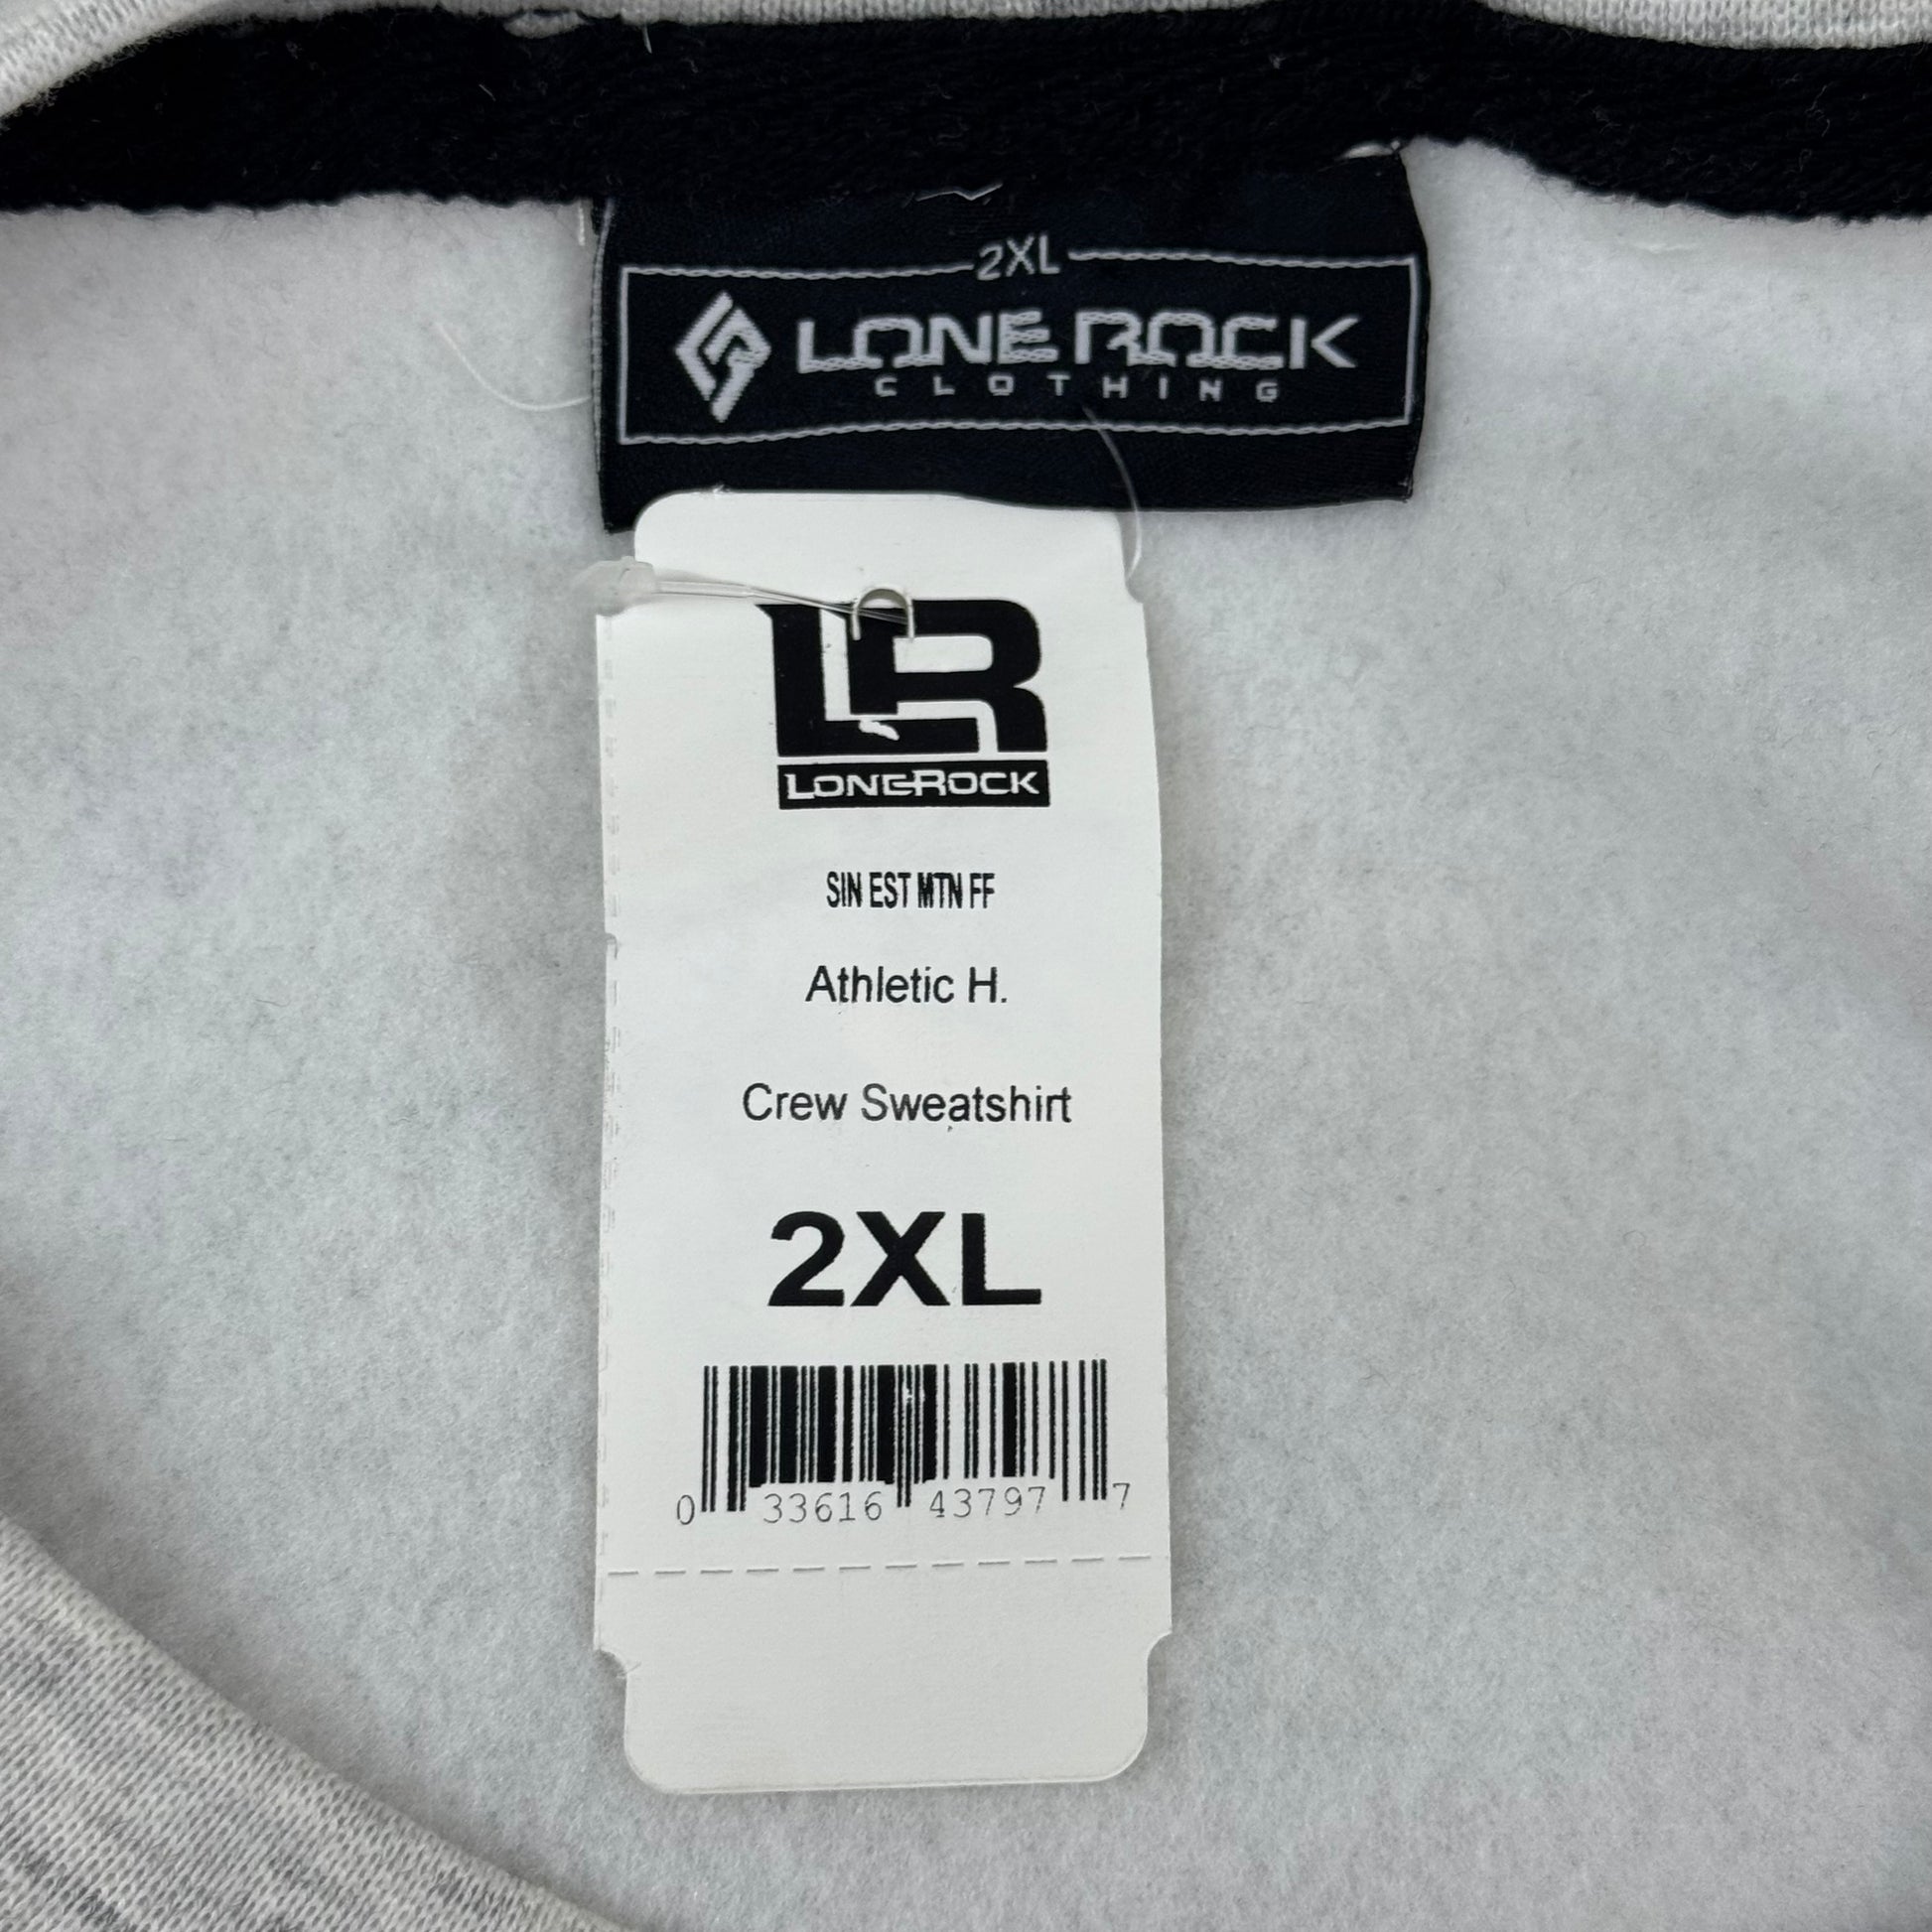 2XL
LONE ROCK
CLOTHING
LR
LONEROCK
SIN EST MTN FF
Athletic H.
Crew Sweatshirt
2XL
0 33616 43797 7